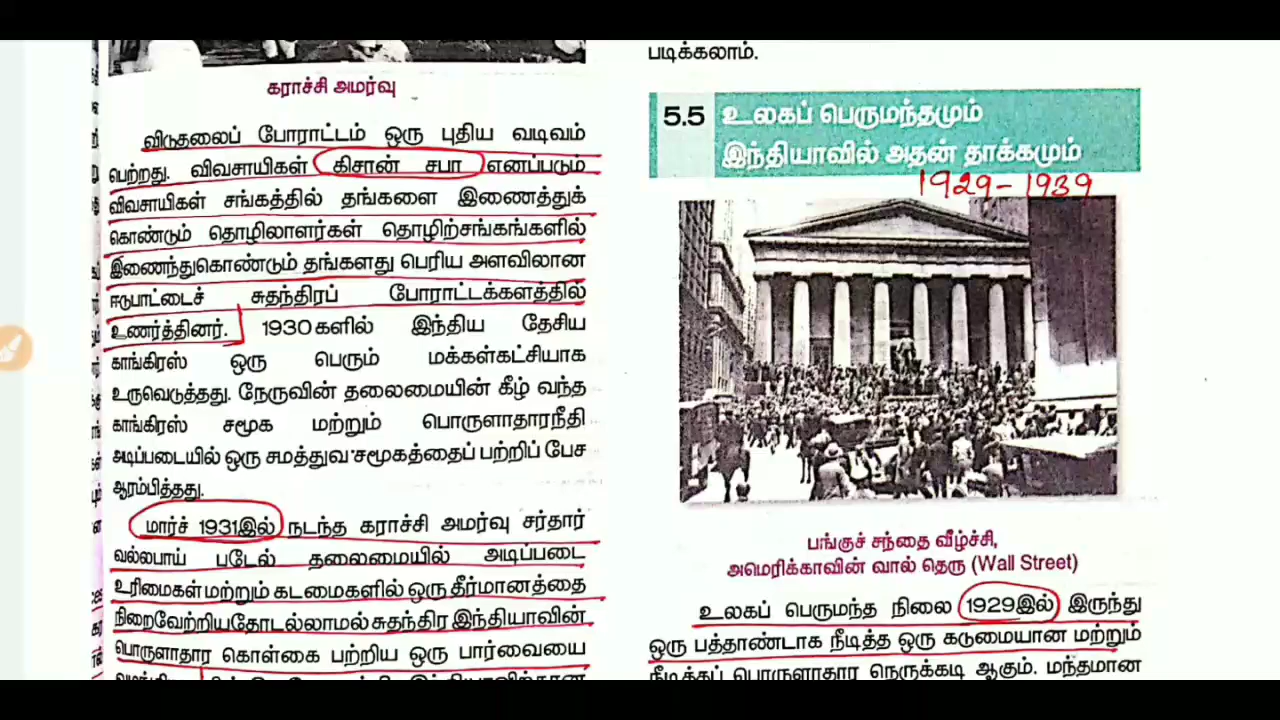 கராச்சி அமர்வு
விடுதலைப் போராட்டம் ஒரு புதிய வடிவம்
பெற்றது. விவசாயிகள் கிசான் சபா எனப்படும்
விவசாயிகள் சங்கத்தில் தங்களை இணைத்துக்
கொண்டும் தொழிலாளர்கள் தொழிற்சங்கங்களில்
இணைந்துகொண்டும் தங்களது பெரிய அளவிலான
ஈடுபாட்டைச் சுதந்திரப் போராட்டக்களத்தில்
உணர்த்தினர். 1930களில் இந்திய தேசிய
காங்கிரஸ் ஒரு பெரும் மக்கள்கட்சியாக
உருவெடுத்தது. நேருவின் தலைமையின் கீழ் வந்த
காங்கிரஸ் சமூக மற்றும் பொருளாதாரநீதி
அடிப்படையில் ஒரு சமத்துவ சமூகத்தைப் பற்றிப் பேச
ஆரம்பித்தது.
மார்ச் 1931இல் நடந்த கராச்சி அமர்வு சர்தார்
வல்லபாய் படேல் தலைமையில் அடிப்படை
உரிமைகள் மற்றும் கடமைகளில் ஒரு தீர்மானத்தை
நிறைவேற்றியதோடல்லாமல் சுதந்திர இந்தியாவின்
பொருளாதார கொள்கை பற்றிய ஒரு பார்வையை
படிக்கலாம்.
5.5 உலகப் பெருமந்தமும்
இந்தியாவில் அதன் தாக்கமும்
1929-1939
பங்குச் சந்தை வீழ்ச்சி,
அமெரிக்காவின் வால் தெரு (Wall Street)
உலகப் பெருமந்த நிலை 1929இல் இருந்து
ஒரு பத்தாண்டாக நீடித்த ஒரு கடுமையான மற்றும்
நீடித்தப் பொருளாதார நெருக்கடி ஆகும். மந்தமான